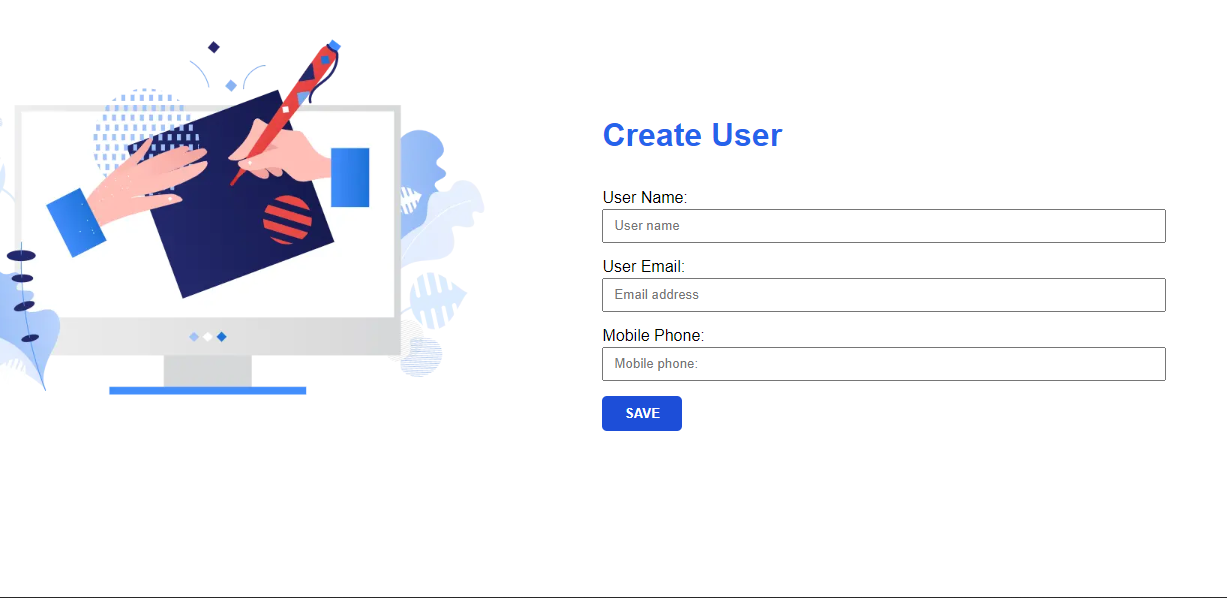 Create User
User Name:
User name
User Email:
Email address
Mobile Phone:
Mobile phone:
SAVE